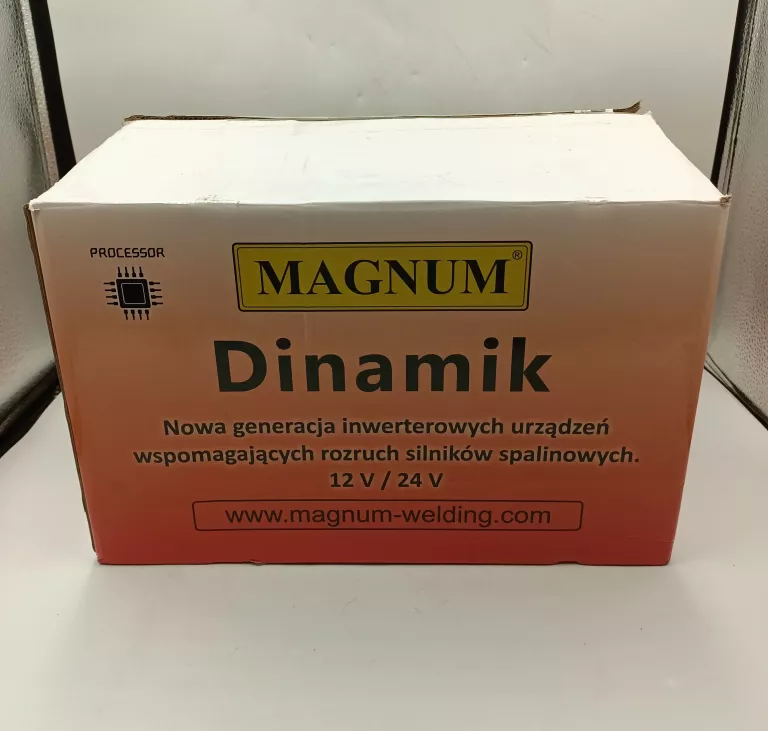 PROCESSOR
MAGNUM®
Dinamik
Nowa generacja inwerterowych urządzeń
wspomagających rozruch silników spalinowych.
12 V / 24 V
www.magnum-welding.com